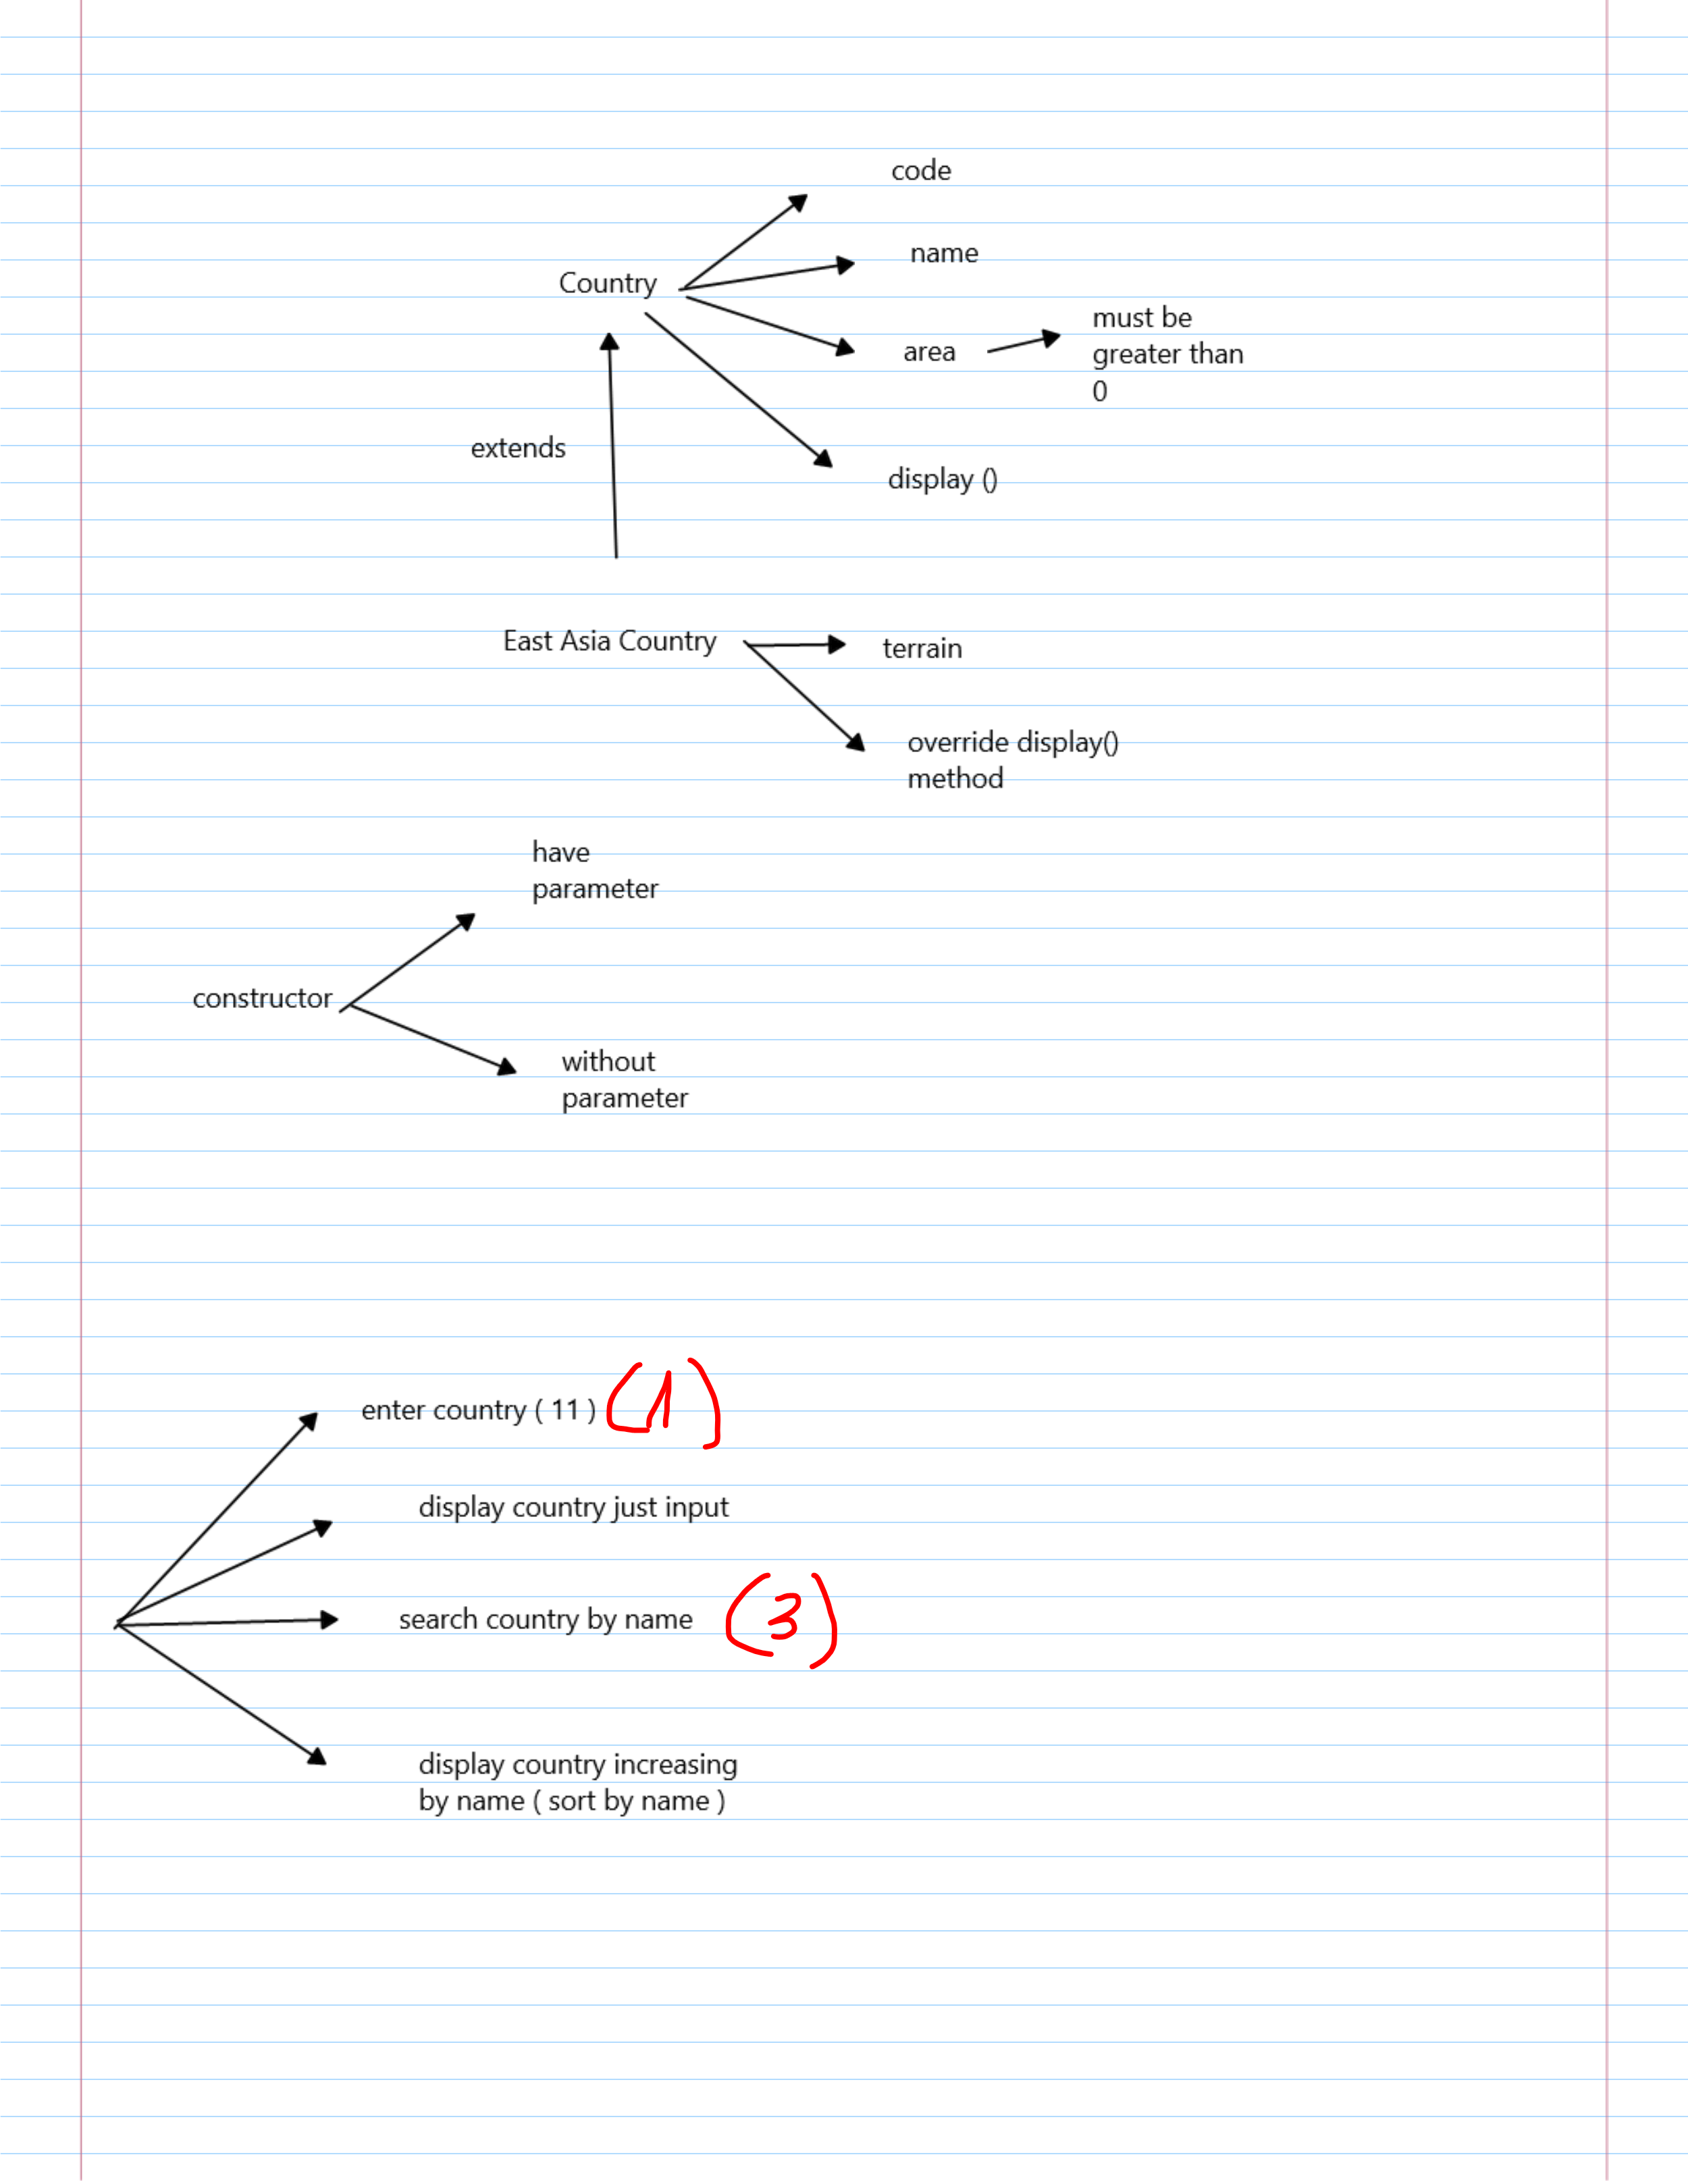 code
name
Country
must be
greater than
0
area
extends
display ()
East Asia Country
terrain
override display()
method
have
parameter
constructor
without
parameter
enter country ( 11 ) (1)
display country just input
search country by name (3)
display country increasing
by name ( sort by name )